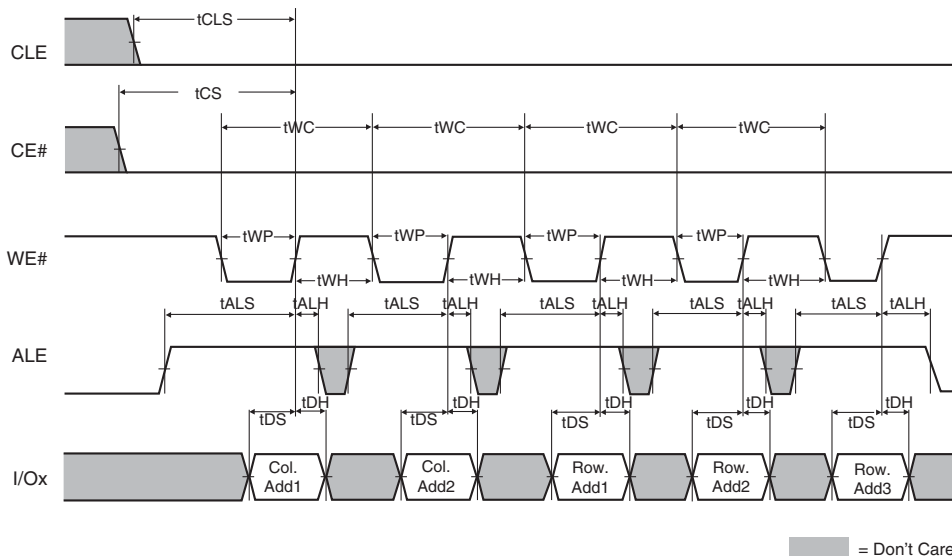 tCLS
CLE
tCS
tWC tWC tWC tWC
CE#
tWP tWP tWP tWP
WE#
tWH tWH tWH tWH
tALS tALH tALS tALH tALS tALH tALS tALH tALS tALH
ALE
tDH tDH tDH tDH tDH
tDS tDS tDS tDS tDS
I/Ox
Col. Add1
Col. Add2
Row. Add1
Row. Add2
Row. Add3
= Don't Care